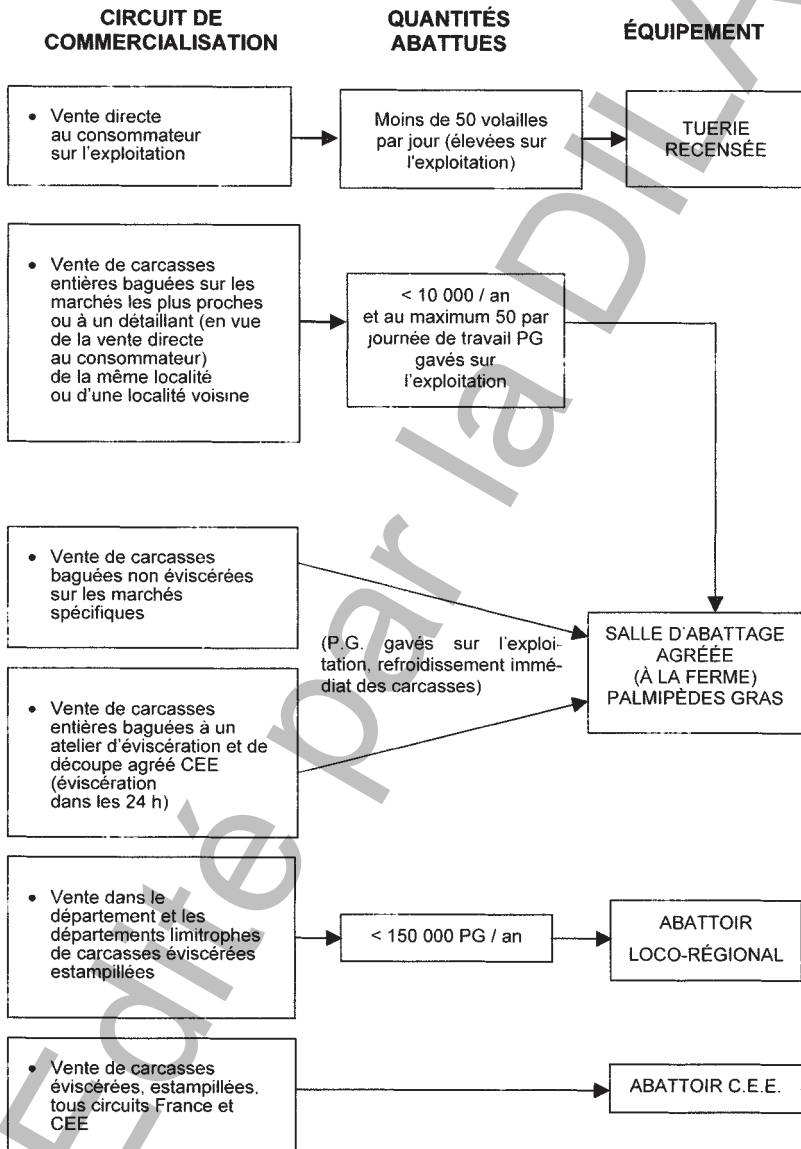 CIRCUIT DE
COMMERCIALISATION
QUANTITÉS
ABATTUES
ÉQUIPEMENT
• Vente directe
au consommateur
sur l'exploitation
Moins de 50 volailles
par jour (élevées sur
l'exploitation)
TUERIE
RECENSÉE
• Vente de carcasses
entières baguées sur les
marchés les plus proches
ou à un détaillant (en vue
de la vente directe
au consommateur)
de la même localité
ou d'une localité voisine
< 10 000 / an
et au maximum 50 par
journée de travail PG
gavés sur
l'exploitation
• Vente de carcasses
baguées non éviscérées
sur les marchés
spécifiques
(P.G. gavés sur l'exploi-
tation, refroidissement immé-
diat des carcasses)
SALLE D'ABATTAGE
AGRÉÉE
(À LA FERME)
PALMIPÈDES GRAS
• Vente de carcasses
entières baguées à un
atelier d'éviscération et de
découpe agréé CEE
(éviscération
dans les 24 h)
• Vente dans le
département et les
départements limitrophes
de carcasses éviscérées
estampillées
< 150 000 PG / an
ABATTOIR
LOCO-RÉGIONAL
• Vente de carcasses
éviscérées, estampillées,
tous circuits France et
CEE
ABATTOIR C.E.E.
Edité par la DILA